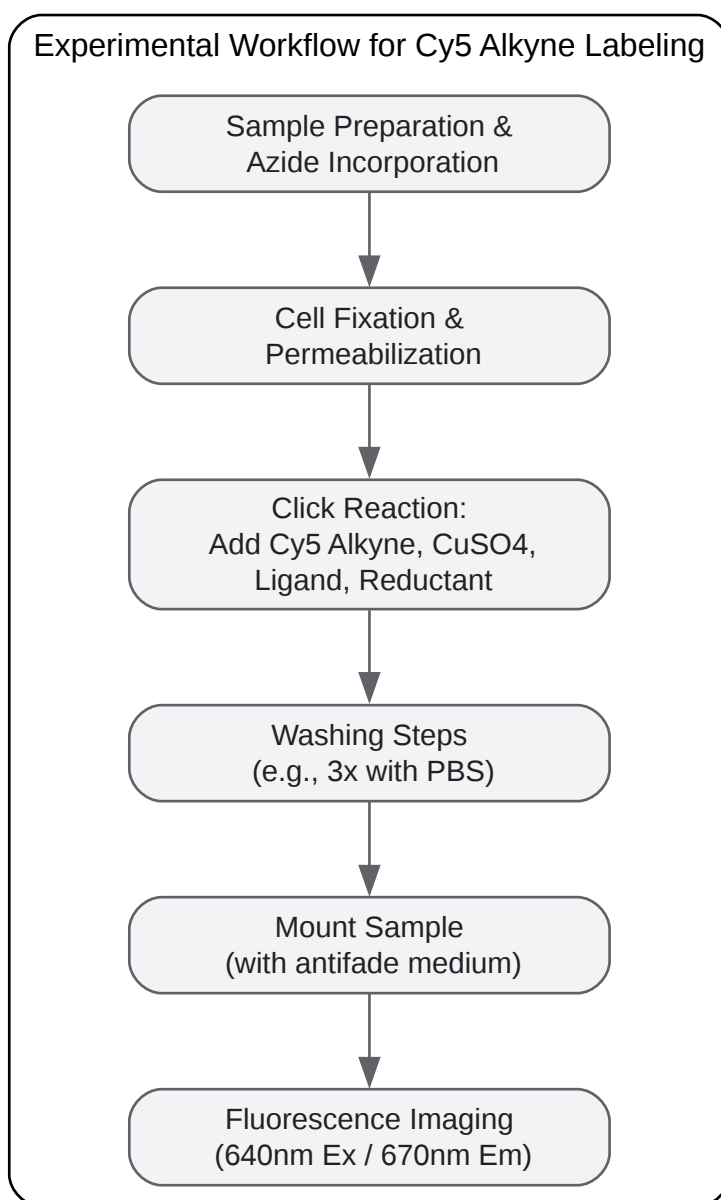 Experimental Workflow for Cy5 Alkyne Labeling
Sample Preparation &
Azide Incorporation
Cell Fixation &
Permeabilization
Click Reaction:
Add Cy5 Alkyne, CuSO4,
Ligand, Reductant
Washing Steps
(e.g., 3x with PBS)
Mount Sample
(with antifade medium)
Fluorescence Imaging
(640nm Ex / 670nm Em)